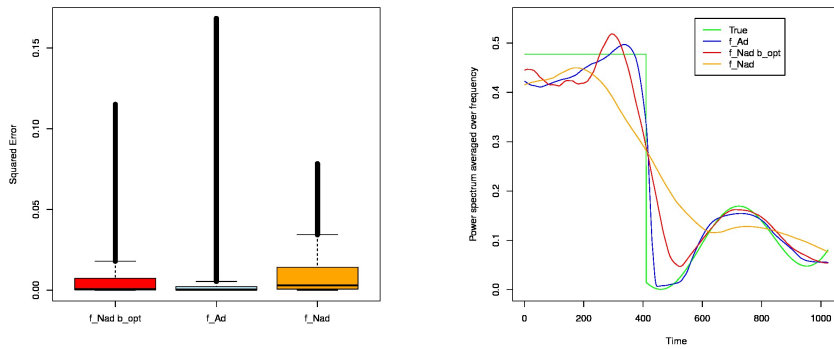 Squared Error
0.15
0.10
0.05
0.00
f_Nad b_opt
f_Ad
f_Nad
Power spectrum averaged over frequency
0.5
0.4
0.3
0.2
0.1
0.0
True
f_Ad
f_Nad b_opt
f_Nad
0
200
400
600
800
1000
Time